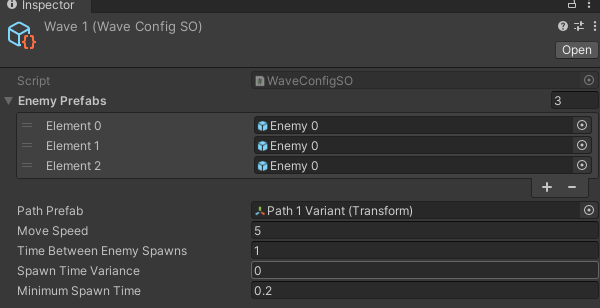 Inspector
Wave 1 (Wave Config SO)
Open
Script WaveConfigSO
Enemy Prefabs 3
Element 0 Enemy 0
Element 1 Enemy 0
Element 2 Enemy 0
Path Prefab Path 1 Variant (Transform)
Move Speed 5
Time Between Enemy Spawns 1
Spawn Time Variance 0
Minimum Spawn Time 0.2